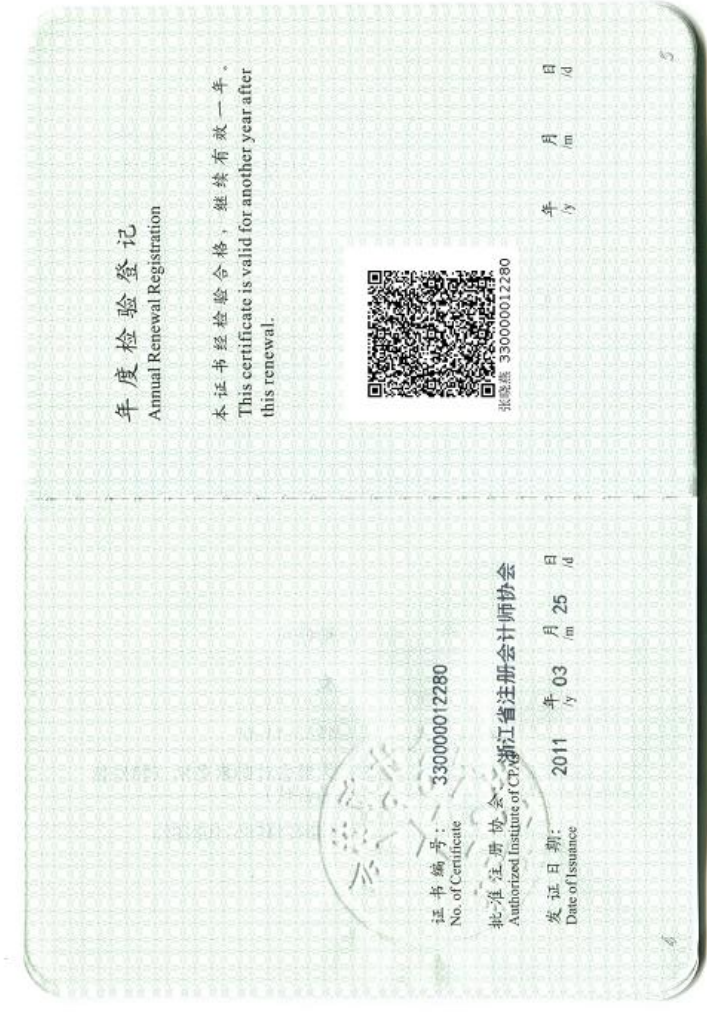 证书编号： 330000012280
No. of Certificate
批准注册协会： 浙江省注册会计师协会
Authorized Institute of CPAs
发证日期： 2011 年 03 月 25 日
Date of Issuance /y /m /d
4
年度检验登记
Annual Renewal Registration
本证书经检验合格，继续有效一年。
This certificate is valid for another year after
this renewal.
张晓燕 330000012280
年 月 日
/y /m /d
5